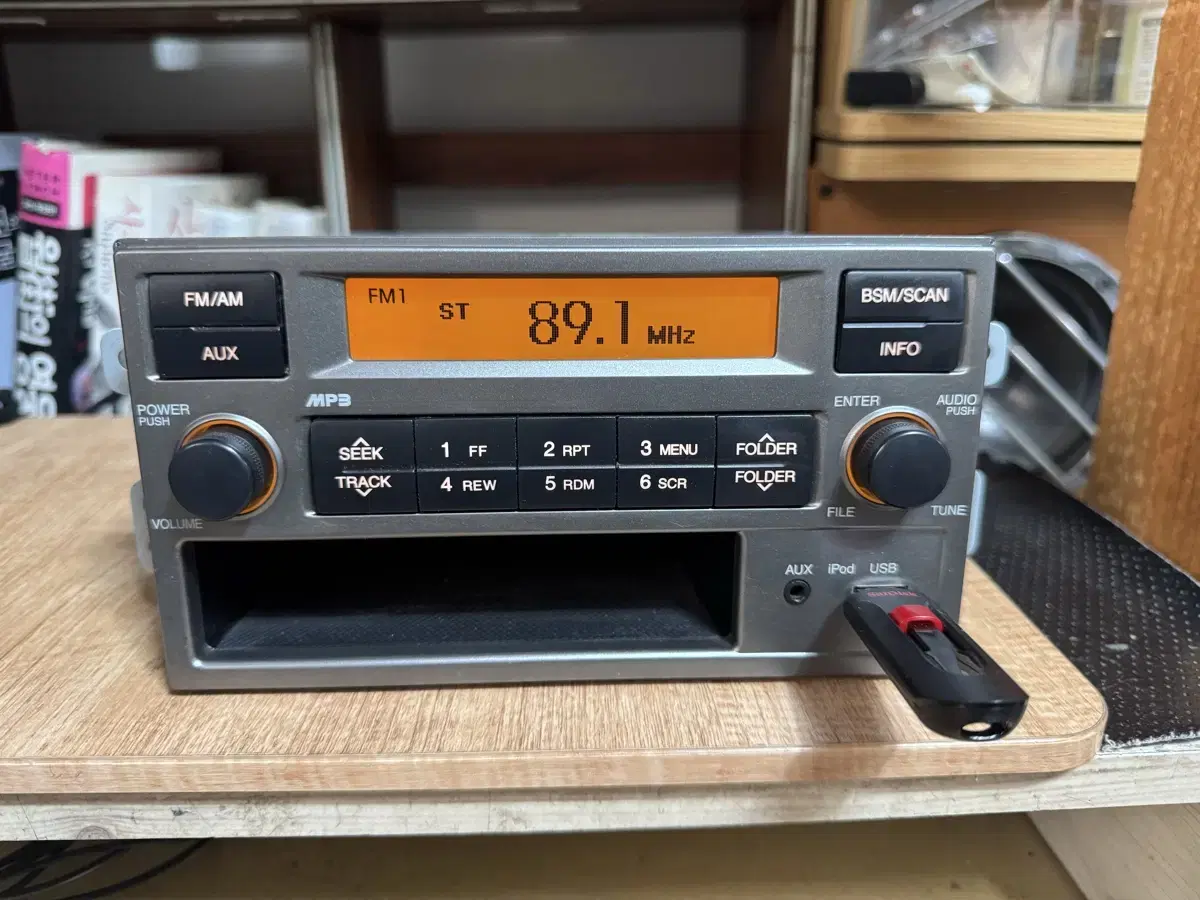 FM/AM
AUX
FM1
ST
89.1 MHz
BSM/SCAN
INFO
POWER
PUSH
VOLUME
MP3
SEEK
TRACK
1 FF
2 RPT
3 MENU
FOLDER
4 REW
5 RDM
6 SCR
FOLDER
ENTER
AUDIO
PUSH
FILE
TUNE
AUX
iPod
USB
SanDisk